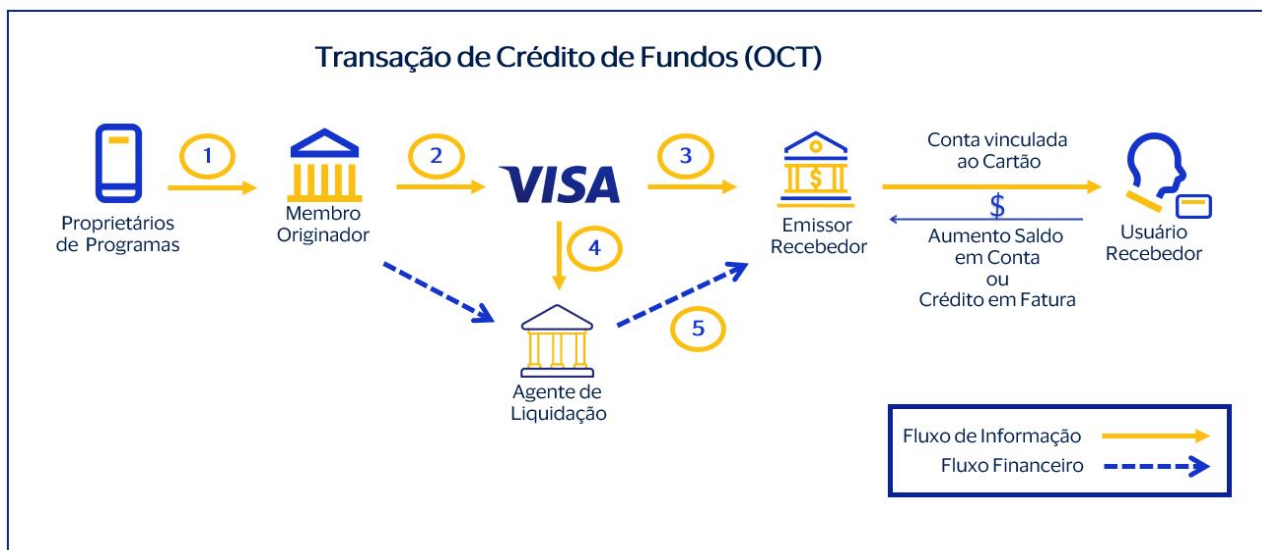 Transação de Crédito de Fundos (OCT)
1
2
3
Proprietários
de Programas
Membro
Originador
VISA
Emissor
Recebedor
Conta vinculada
ao Cartão
$
$
Aumento Saldo
em Conta
ou
Crédito em Fatura
Usuário
Recebedor
4
5
Agente de
Liquidação
Fluxo de Informação
Fluxo Financeiro